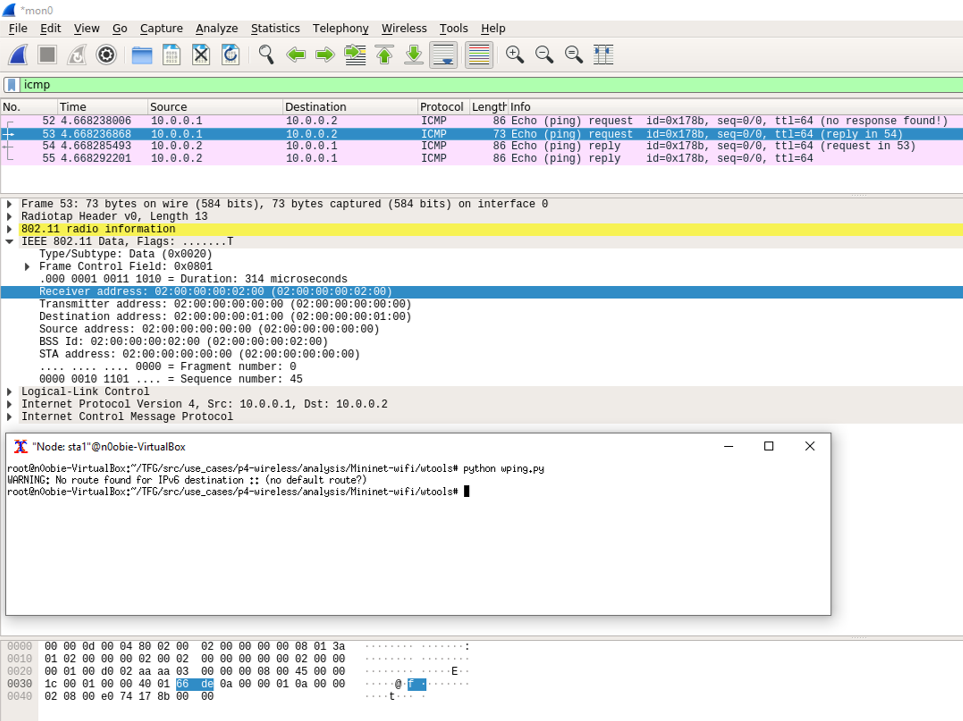 *mon0
File Edit View Go Capture Analyze Statistics Telephony Wireless Tools Help
icmp
No. Time Source Destination Protocol Length Info
52 4.668238006 10.0.0.1 10.0.0.2 ICMP 86 Echo (ping) request id=0x178b, seq=0/0, ttl=64 (no response found!)
53 4.668236868 10.0.0.1 10.0.0.2 ICMP 73 Echo (ping) request id=0x178b, seq=0/0, ttl=64 (reply in 54)
54 4.668285493 10.0.0.2 10.0.0.1 ICMP 86 Echo (ping) reply id=0x178b, seq=0/0, ttl=64 (request in 53)
55 4.668292201 10.0.0.2 10.0.0.1 ICMP 86 Echo (ping) reply id=0x178b, seq=0/0, ttl=64
Frame 53: 73 bytes on wire (584 bits), 73 bytes captured (584 bits) on interface 0
Radiotap Header v0, Length 13
802.11 radio information
IEEE 802.11 Data, Flags: .......T
Type/Subtype: Data (0x0020)
Frame Control Field: 0x0801
.000 0001 0011 1010 = Duration: 314 microseconds
Receiver address: 02:00:00:00:02:00 (02:00:00:00:02:00)
Transmitter address: 02:00:00:00:00:00 (02:00:00:00:00:00)
Destination address: 02:00:00:00:01:00 (02:00:00:00:01:00)
Source address: 02:00:00:00:00:00 (02:00:00:00:00:00)
BSS Id: 02:00:00:00:02:00 (02:00:00:00:02:00)
STA address: 02:00:00:00:00:00 (02:00:00:00:00:00)
.... .... .... 0000 = Fragment number: 0
0000 0010 1101 .... = Sequence number: 45
Logical-Link Control
Internet Protocol Version 4, Src: 10.0.0.1, Dst: 10.0.0.2
Internet Control Message Protocol
"Node: sta1"@n0obie-VirtualBox
root@n0obie-VirtualBox:~/TFG/src/use_cases/p4-wireless/analysis/Mininet-wifi/wtools# python wping.py
WARNING: No route found for IPv6 destination :: (no default route?)
root@n0obie-VirtualBox:~/TFG/src/use_cases/p4-wireless/analysis/Mininet-wifi/wtools#
0000 00 00 0d 00 04 80 02 00 02 00 00 00 00 08 01 3a ········ ·······:
0010 01 02 00 00 00 02 00 02 00 00 00 00 00 02 00 00 ········ ········
0020 00 01 00 d0 02 aa aa 03 00 00 00 08 00 45 00 00 ········ ·····E··
0030 1c 00 01 00 00 40 01 66 de 0a 00 00 01 0a 00 00 ·····@·f ········
0040 02 08 00 e0 74 17 8b 00 00 ····t··· ·